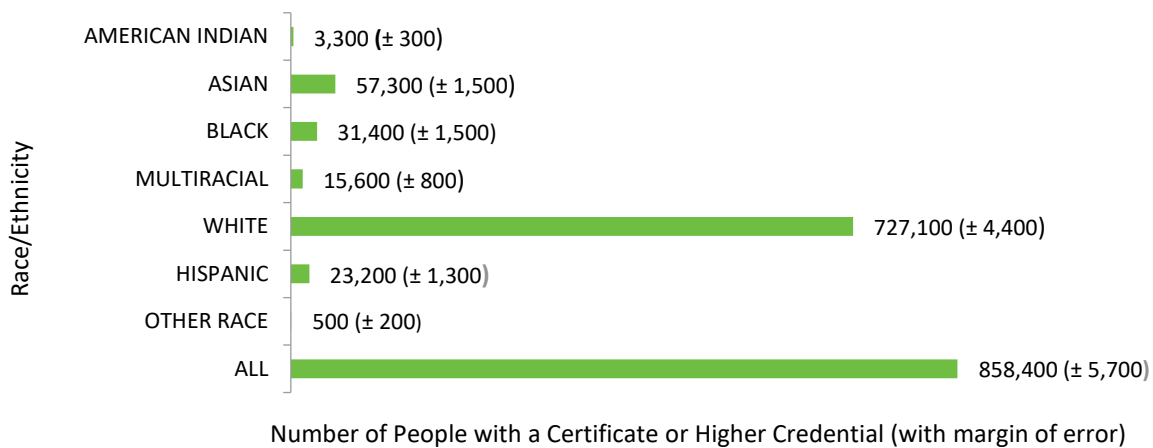 Race/Ethnicity
AMERICAN INDIAN 3,300 (± 300)
ASIAN 57,300 (± 1,500)
BLACK 31,400 (± 1,500)
MULTIRACIAL 15,600 (± 800)
WHITE 727,100 (± 4,400)
HISPANIC 23,200 (± 1,300)
OTHER RACE 500 (± 200)
ALL 858,400 (± 5,700)
Number of People with a Certificate or Higher Credential (with margin of error)